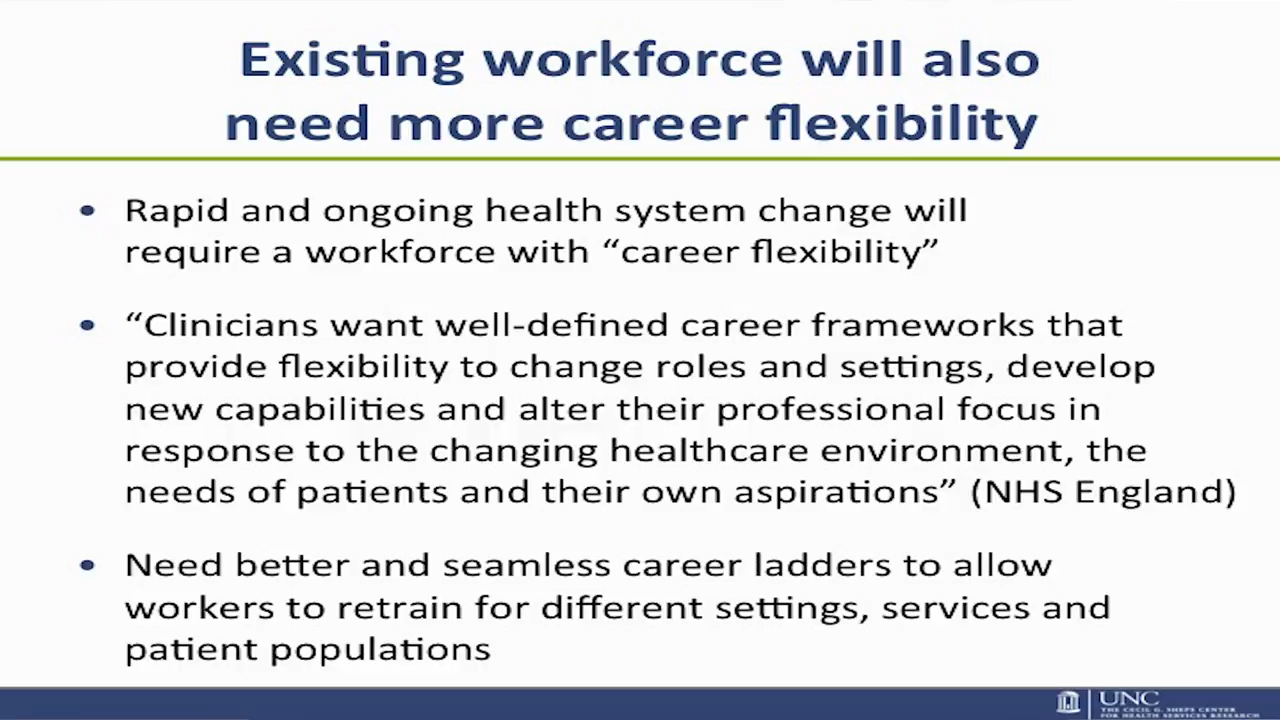 Existing workforce will also
need more career flexibility
• Rapid and ongoing health system change will
require a workforce with “career flexibility”
• “Clinicians want well-defined career frameworks that
provide flexibility to change roles and settings, develop
new capabilities and alter their professional focus in
response to the changing healthcare environment, the
needs of patients and their own aspirations” (NHS England)
• Need better and seamless career ladders to allow
workers to retrain for different settings, services and
patient populations
UNC
THE CECIL G. SHEPS CENTER
FOR HEALTH SERVICES RESEARCH